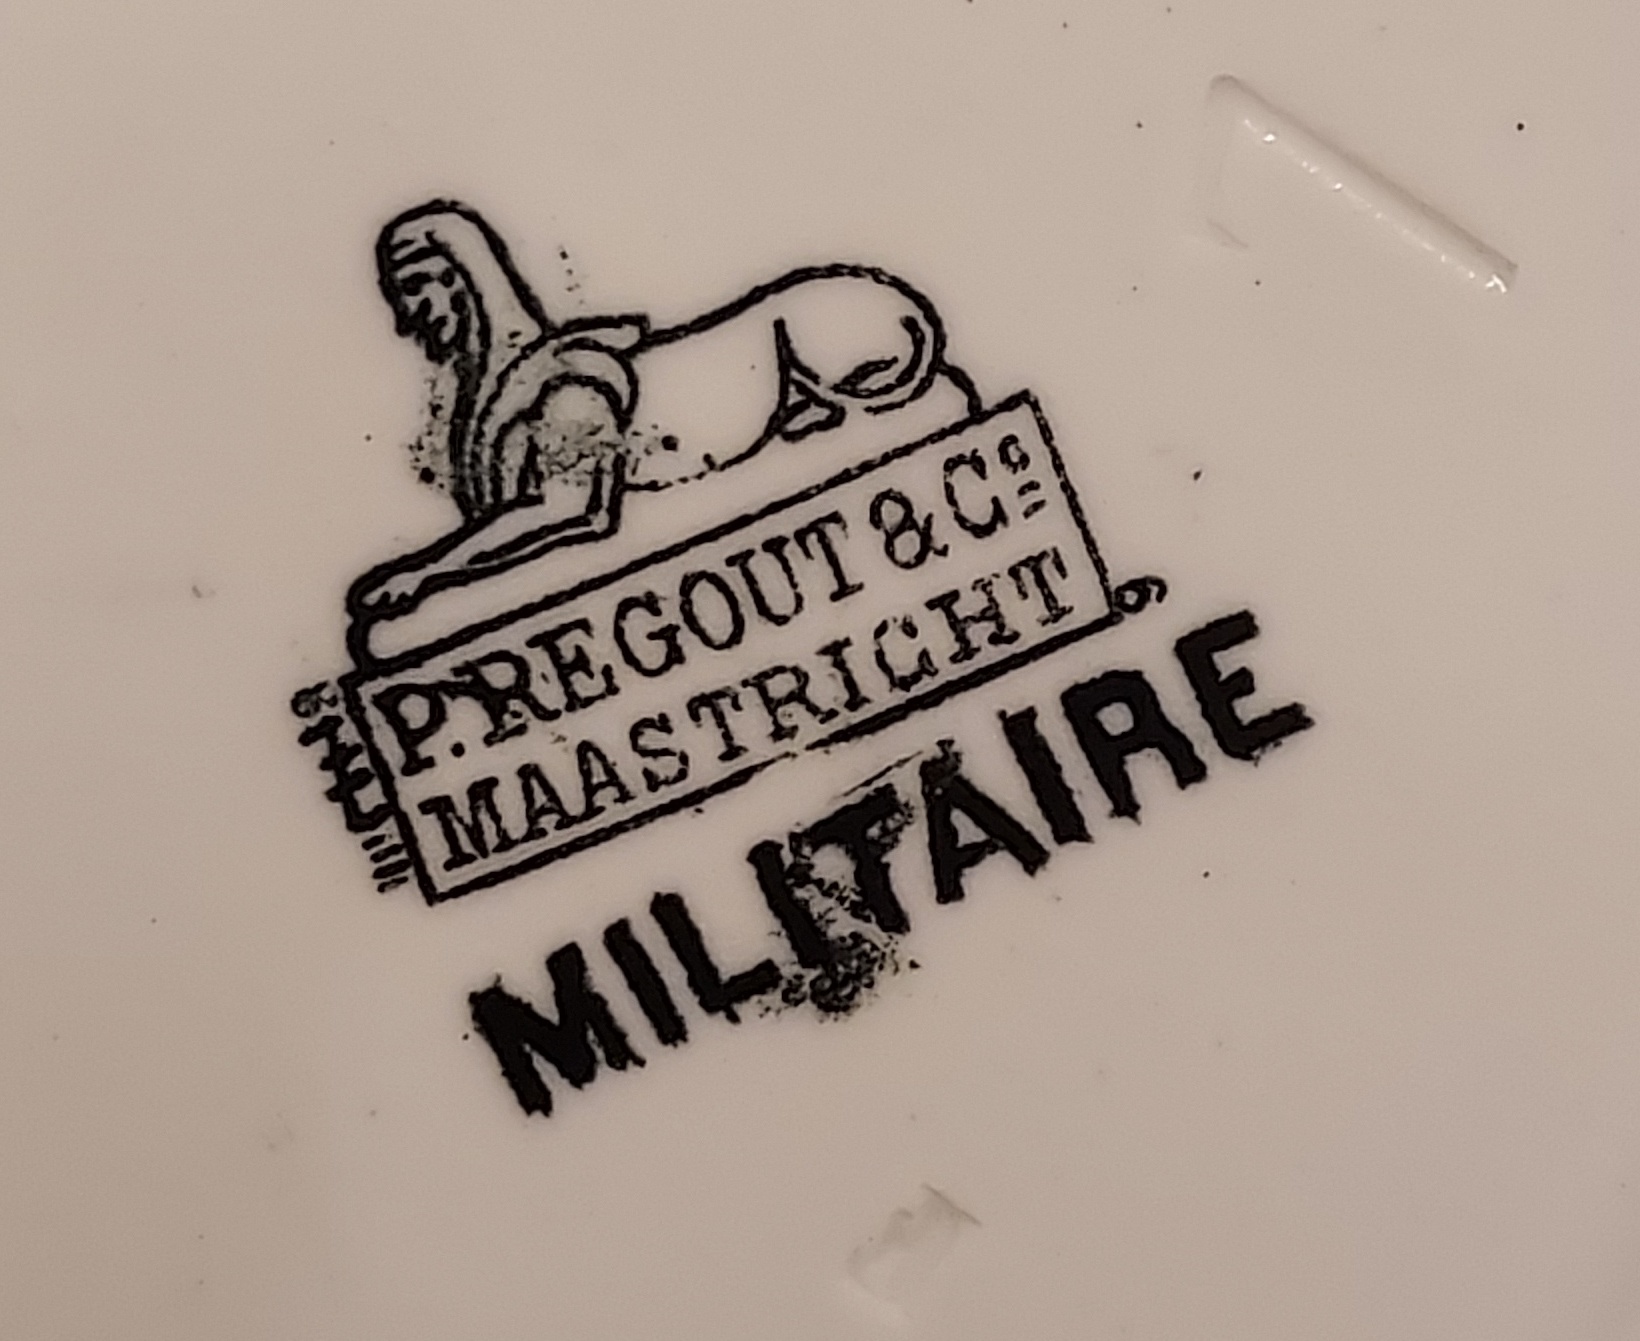 P. REGOUT & Co
MAASTRICHT
MILITAIRE